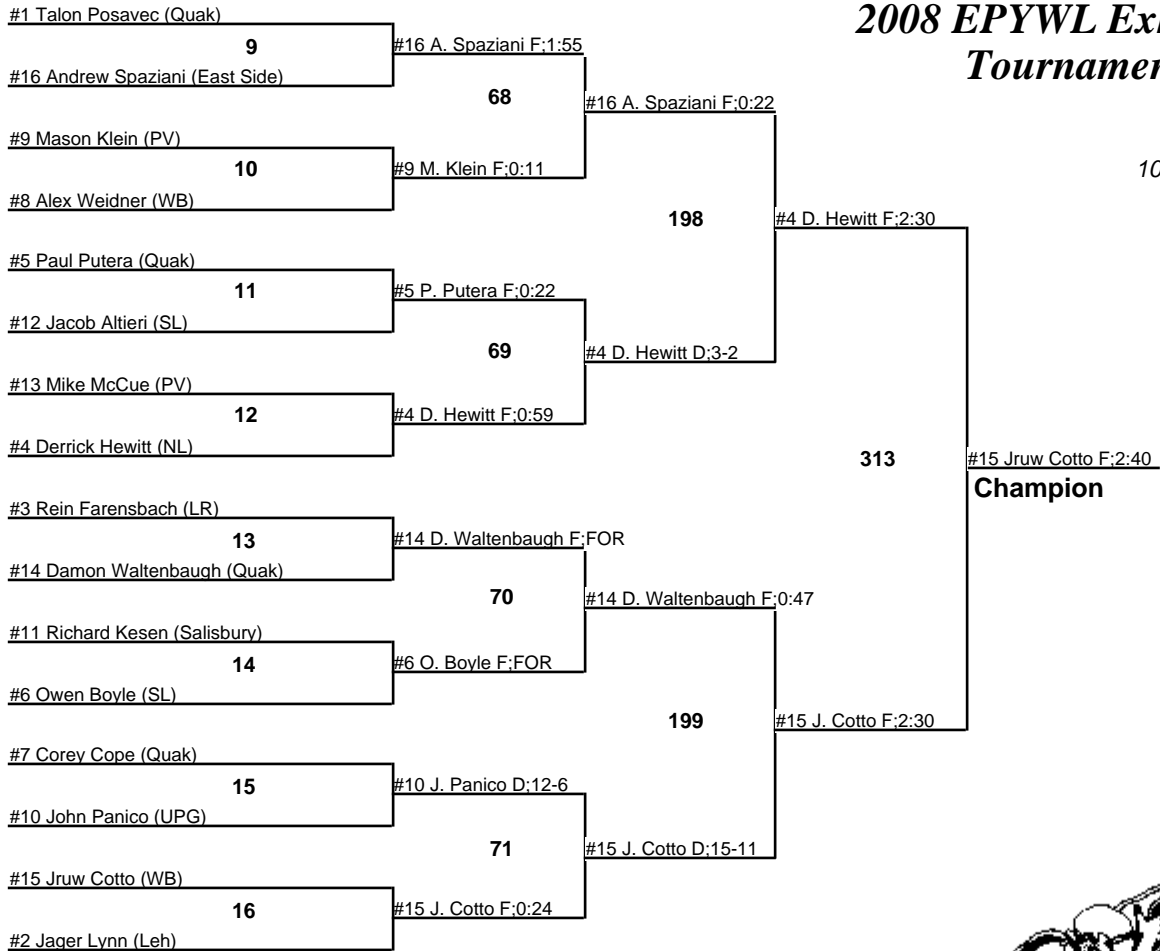 #1 Talon Posavec (Quak)
2008 EPYWL
Tournamen
9
#16 A. Spaziani F;1:55
#16 Andrew Spaziani (East Side)
68
#16 A. Spaziani F;0:22
#9 Mason Klein (PV)
10
#9 M. Klein F;0:11
10
#8 Alex Weidner (WB)
198
#4 D. Hewitt F;2:30
#5 Paul Putera (Quak)
11
#5 P. Putera F;0:22
#12 Jacob Altieri (SL)
69
#4 D. Hewitt D;3-2
#13 Mike McCue (PV)
12
#4 D. Hewitt F;0:59
#4 Derrick Hewitt (NL)
313
#15 Jruw Cotto F;2:40
Champion
#3 Rein Farensbach (LR)
13
#14 D. Waltenbaugh F;FOR
#14 Damon Waltenbaugh (Quak)
70
#14 D. Waltenbaugh F;0:47
#11 Richard Kesen (Salisbury)
14
#6 O. Boyle F;FOR
#6 Owen Boyle (SL)
199
#15 J. Cotto F;2:30
#7 Corey Cope (Quak)
15
#10 J. Panico D;12-6
#10 John Panico (UPG)
71
#15 J. Cotto D;15-11
#15 Jruw Cotto (WB)
16
#15 J. Cotto F;0:24
#2 Jager Lynn (Leh)